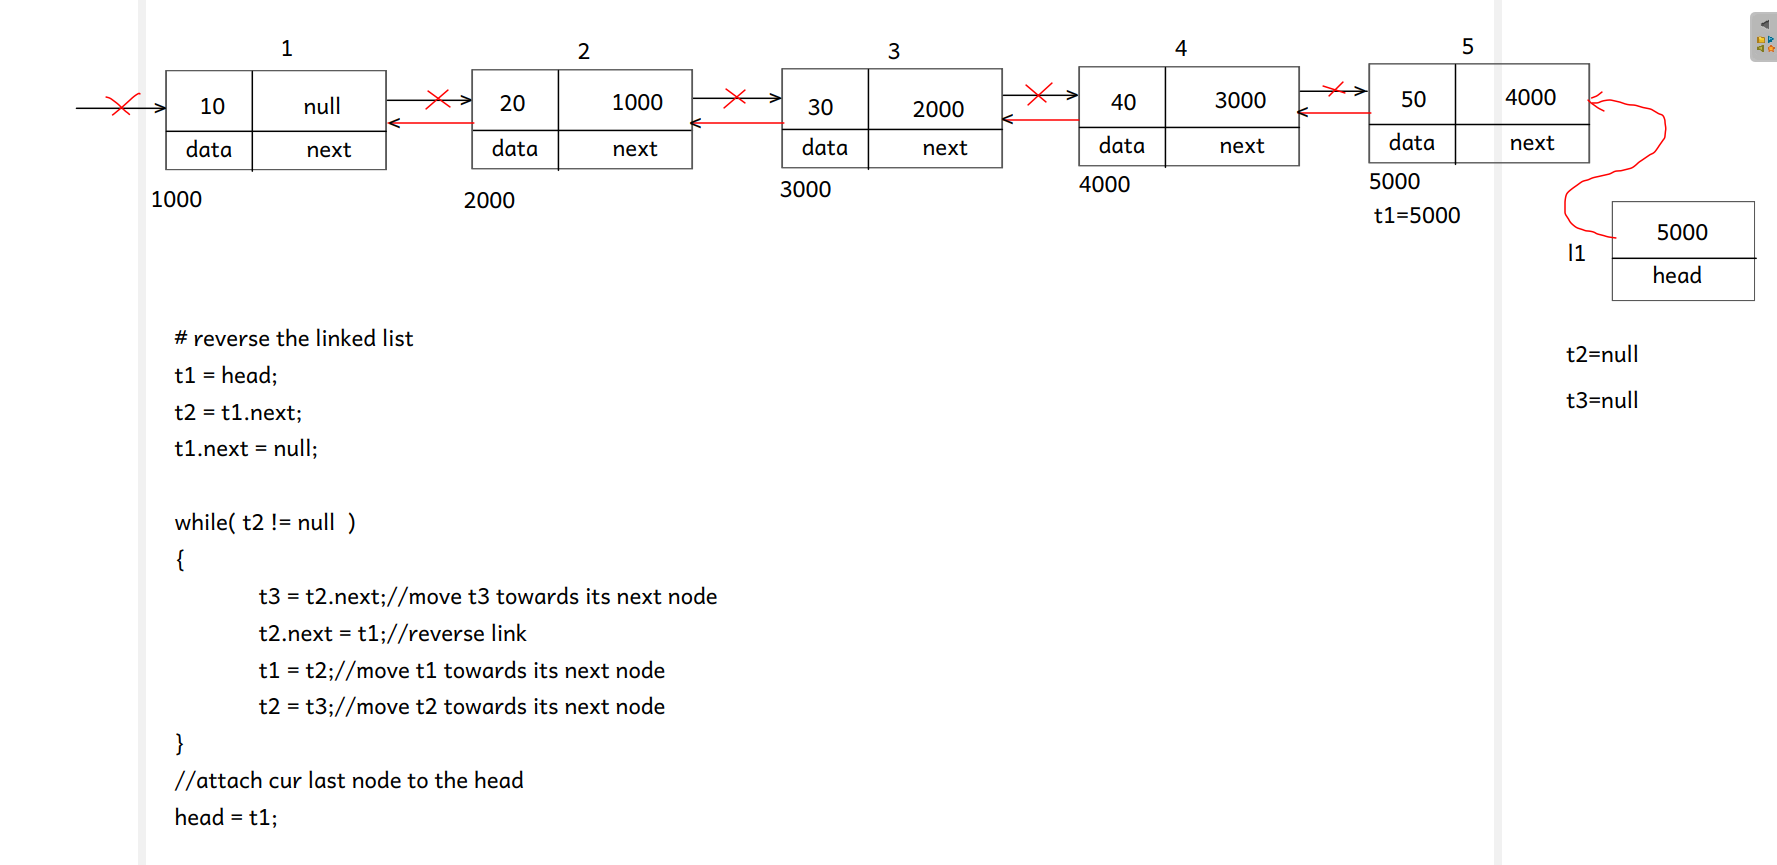 1 2 3 4 5
10 null 20 1000 30 2000 40 3000 50 4000
data next data next data next data next data next
1000 2000 3000 4000 5000
t1=5000
5000
l1
head
# reverse the linked list
t1 = head;
t2 = t1.next;
t1.next = null;
while( t2 != null )
{
t3 = t2.next;//move t3 towards its next node
t2.next = t1;//reverse link
t1 = t2;//move t1 towards its next node
t2 = t3;//move t2 towards its next node
}
//attach cur last node to the head
head = t1;
t2=null
t3=null